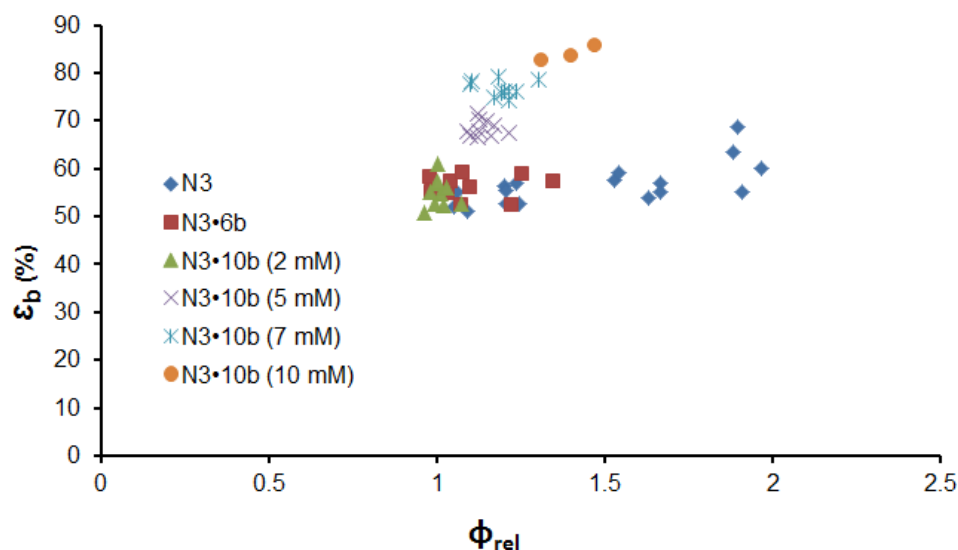 90
80
70
60
50
40
30
20
10
0
ε_b (%)
N3
N3•6b
N3•10b (2 mM)
N3•10b (5 mM)
N3•10b (7 mM)
N3•10b (10 mM)
0 0.5 1 1.5 2 2.5
ϕ_rel